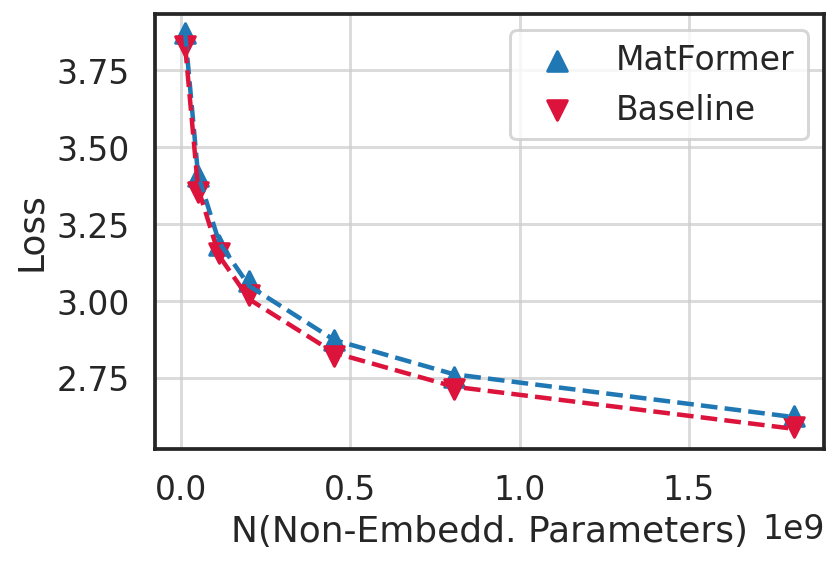 MatFormer
Baseline
Loss
3.75
3.50
3.25
3.00
2.75
0.0 0.5 1.0 1.5
N(Non-Embedd. Parameters) 1e9